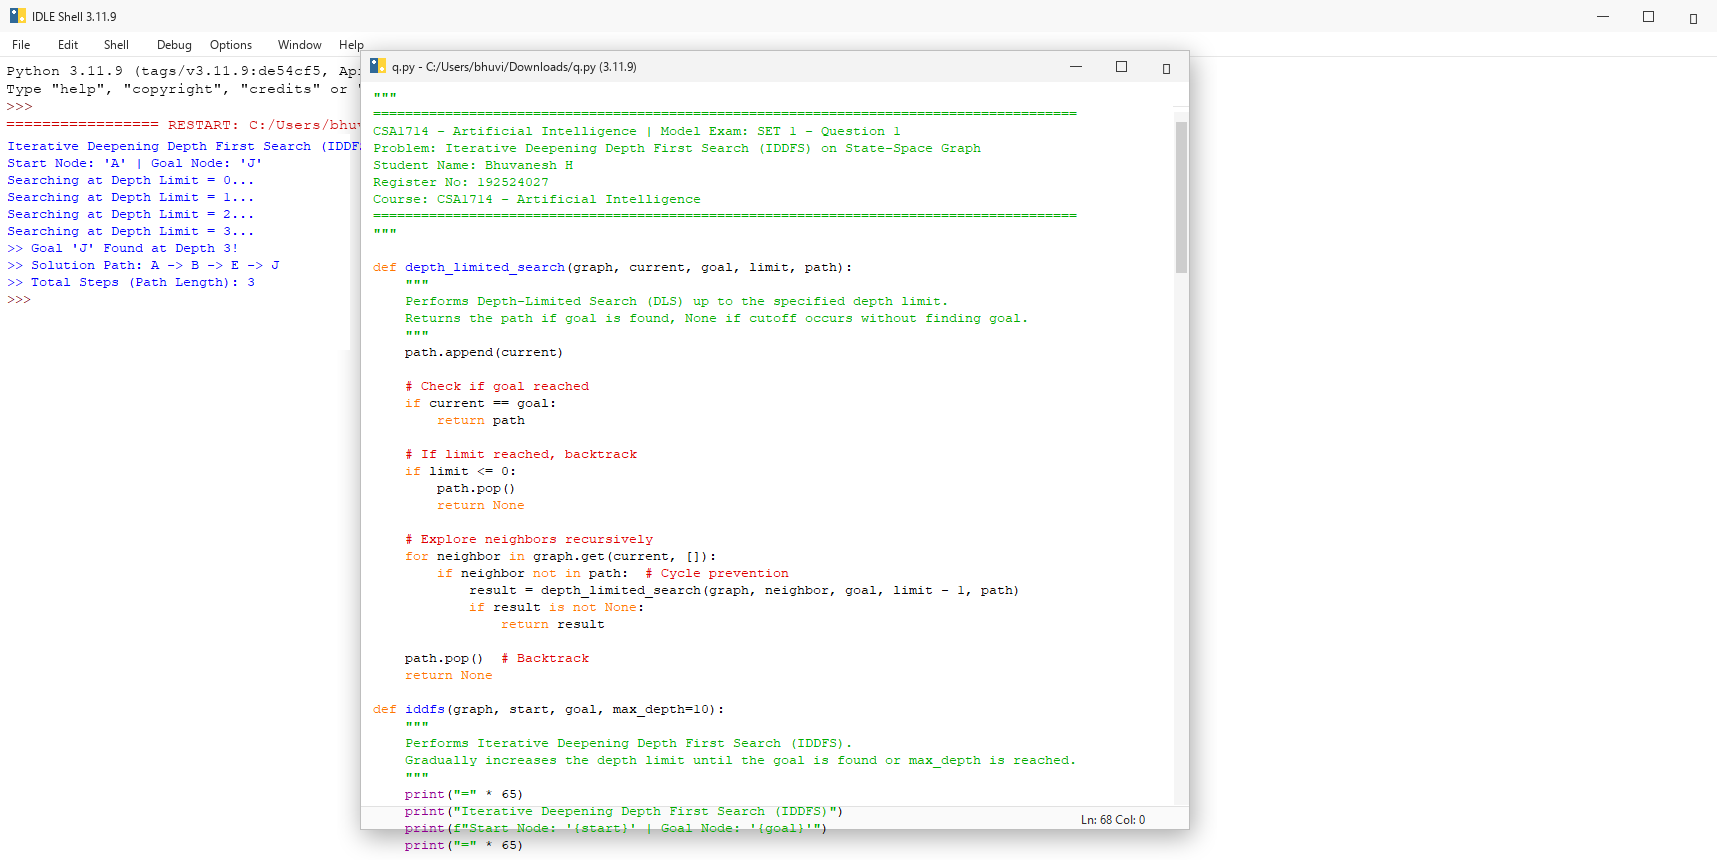 IDLE Shell 3.11.9
File Edit Shell Debug Options Window Help
Python 3.11.9 (tags/v3.11.9:de54cf5, Apr
Type "help", "copyright", "credits" or "
>>>
================= RESTART: C:/Users/bhuv
Iterative Deepening Depth First Search (IDDFS
Start Node: 'A' | Goal Node: 'J'
Searching at Depth Limit = 0...
Searching at Depth Limit = 1...
Searching at Depth Limit = 2...
Searching at Depth Limit = 3...
>> Goal 'J' Found at Depth 3!
>> Solution Path: A -> B -> E -> J
>> Total Steps (Path Length): 3
>>>
q.py - C:/Users/bhuvi/Downloads/q.py (3.11.9)
"""
========================================================================================
CSA1714 - Artificial Intelligence | Model Exam: SET 1 - Question 1
Problem: Iterative Deepening Depth First Search (IDDFS) on State-Space Graph
Student Name: Bhuvanesh H
Register No: 192524027
Course: CSA1714 - Artificial Intelligence
========================================================================================
"""
def depth_limited_search(graph, current, goal, limit, path):
    """
    Performs Depth-Limited Search (DLS) up to the specified depth limit.
    Returns the path if goal is found, None if cutoff occurs without finding goal.
    """
    path.append(current)
    # Check if goal reached
    if current == goal:
        return path
    # If limit reached, backtrack
    if limit <= 0:
        path.pop()
        return None
    # Explore neighbors recursively
    for neighbor in graph.get(current, []):
        if neighbor not in path:  # Cycle prevention
            result = depth_limited_search(graph, neighbor, goal, limit - 1, path)
            if result is not None:
                return result
    path.pop()  # Backtrack
    return None
def iddfs(graph, start, goal, max_depth=10):
    """
    Performs Iterative Deepening Depth First Search (IDDFS).
    Gradually increases the depth limit until the goal is found or max_depth is reached.
    """
    print("=" * 65)
    print("Iterative Deepening Depth First Search (IDDFS)")
    print(f"Start Node: '{start}' | Goal Node: '{goal}'")
    print("=" * 65)
Ln: 68 Col: 0